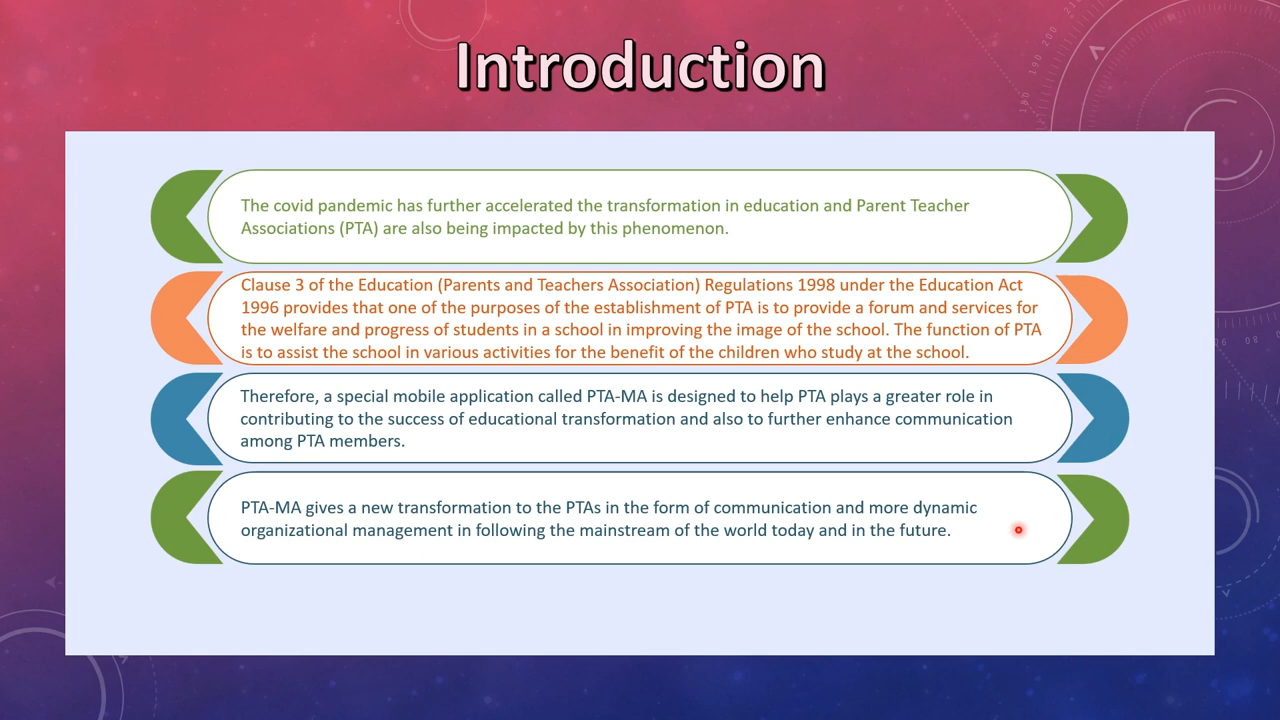 Introduction
The covid pandemic has further accelerated the transformation in education and Parent Teacher
Associations (PTA) are also being impacted by this phenomenon.
Clause 3 of the Education (Parents and Teachers Association) Regulations 1998 under the Education Act
1996 provides that one of the purposes of the establishment of PTA is to provide a forum and services for
the welfare and progress of students in a school in improving the image of the school. The function of PTA
is to assist the school in various activities for the benefit of the children who study at the school.
Therefore, a special mobile application called PTA-MA is designed to help PTA plays a greater role in
contributing to the success of educational transformation and also to further enhance communication
among PTA members.
PTA-MA gives a new transformation to the PTAs in the form of communication and more dynamic
organizational management in following the mainstream of the world today and in the future.